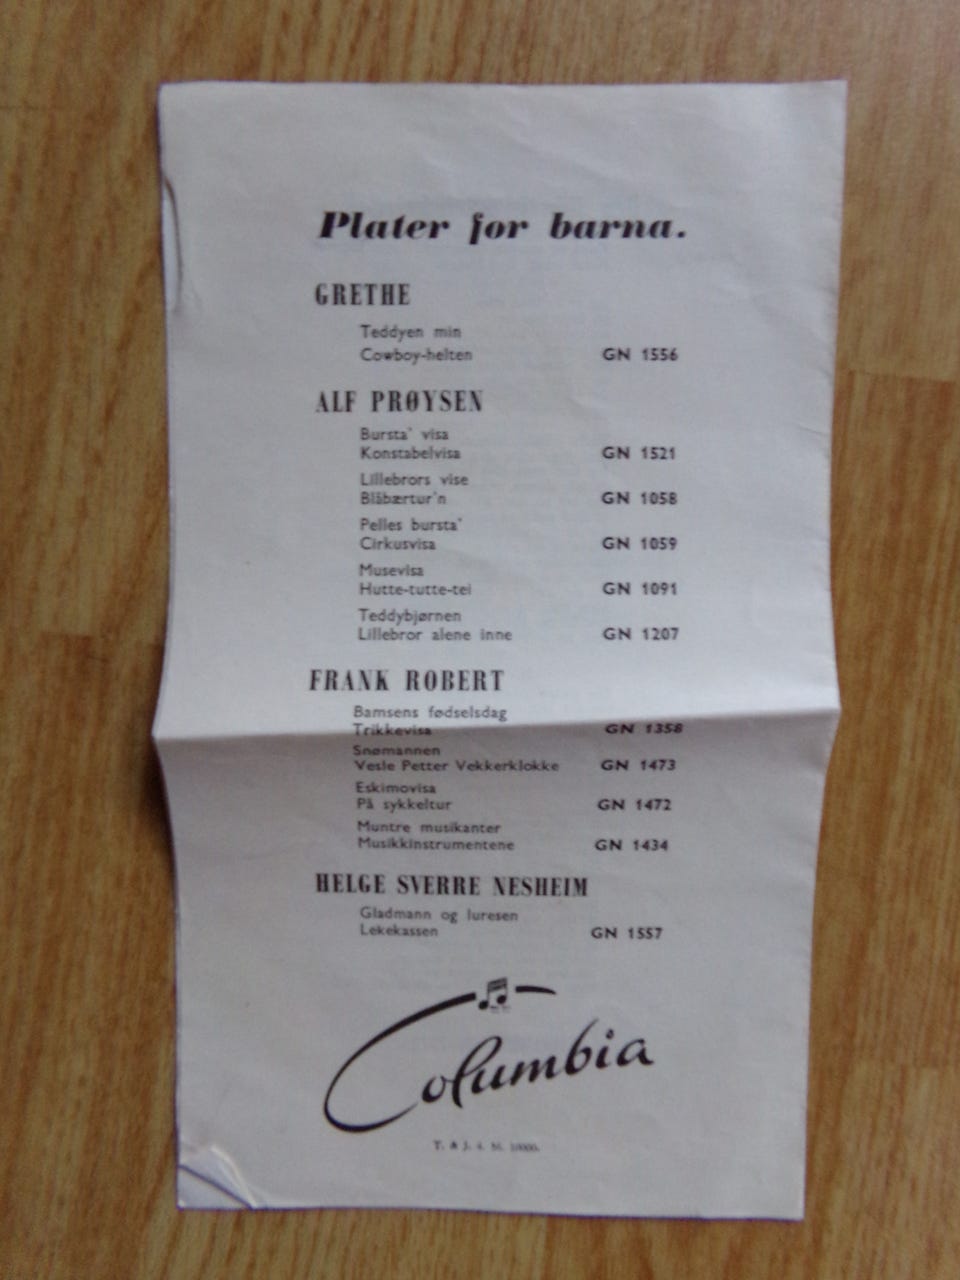 Plater for barna.
GRETHE
Teddyen min
Cowboy-helten GN 1556
ALF PRØYSEN
Bursta' visa
Konstabelvisa GN 1521
Lillebrors vise
Blåbærtur'n GN 1058
Pelles bursta'
Cirkusvisa GN 1059
Musevisa
Hutte-tutte-tei GN 1091
Teddybjørnen
Lillebror alene inne GN 1207
FRANK ROBERT
Bamsens fødselsdag
Trikkevisa GN 1358
Snømannen
Vesle Petter Vekkerklokke GN 1473
Eskimovisa
På sykkeltur GN 1472
Muntre musikanter
Musikkinstrumentene GN 1434
HELGE SVERRE NESHEIM
Gladmann og luresen
Lekekassen GN 1557
Columbia
T. & J.